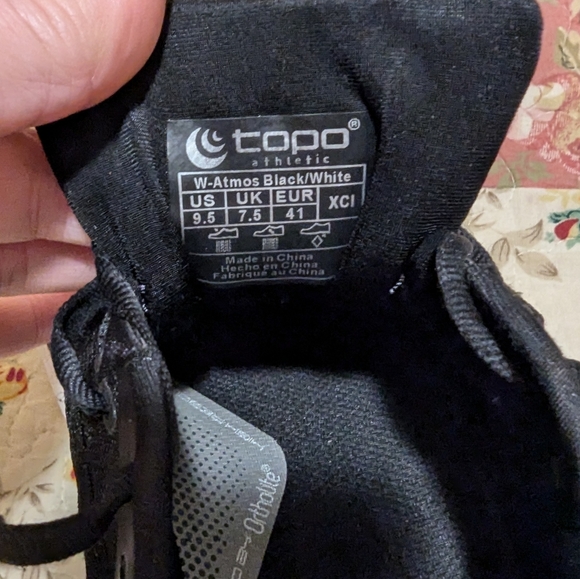 topo®
athletic
W-Atmos Black/White
US UK EUR XCI
9.5 7.5 41
Made in China
Hecho en China
Fabriqué au China
Ortholite®